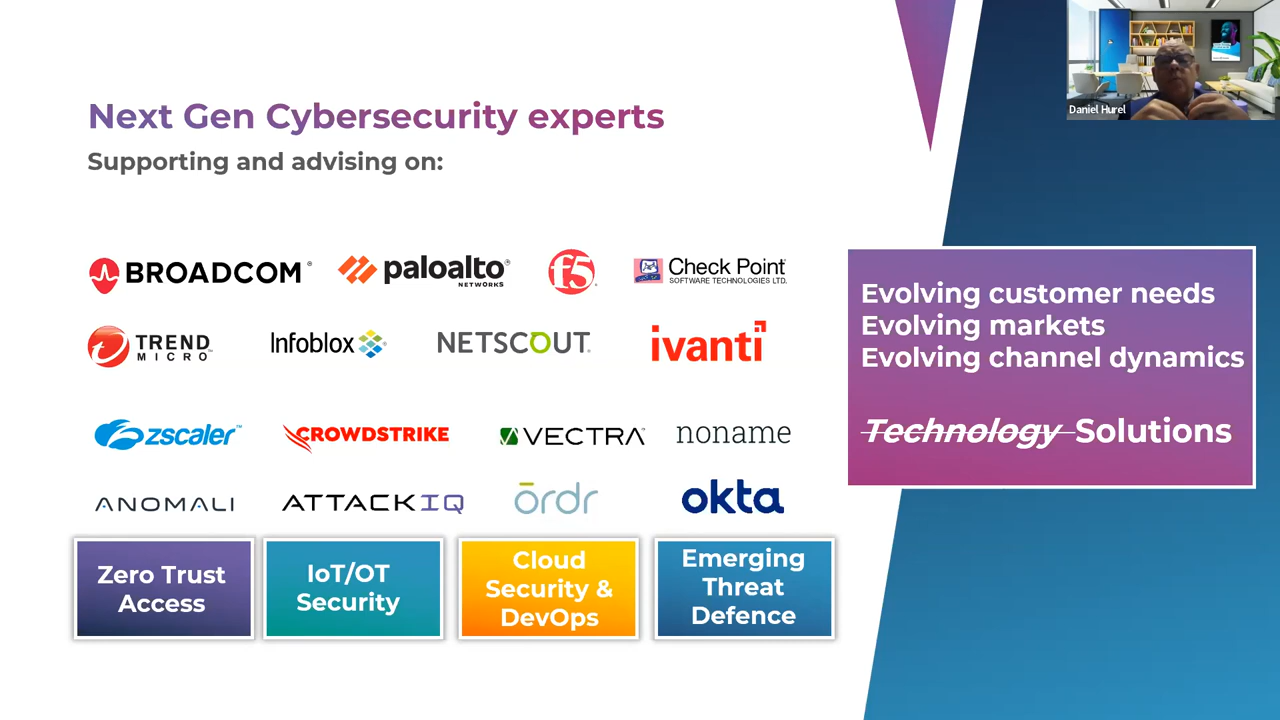 Next Gen Cybersecurity experts
Supporting and advising on:
BROADCOM®
paloalto®
NETWORKS
f5
Check Point
SOFTWARE TECHNOLOGIES LTD.
TREND
MICRO™
Infoblox
NETSCOUT®
ivanti
zscaler™
CROWDSTRIKE
VECTRA®
noname
ANOMALI
ATTACKIQ
ordr
okta
Zero Trust
Access
IoT/OT
Security
Cloud
Security &
DevOps
Emerging
Threat
Defence
Daniel Hurel
Evolving customer needs
Evolving markets
Evolving channel dynamics
Technology Solutions